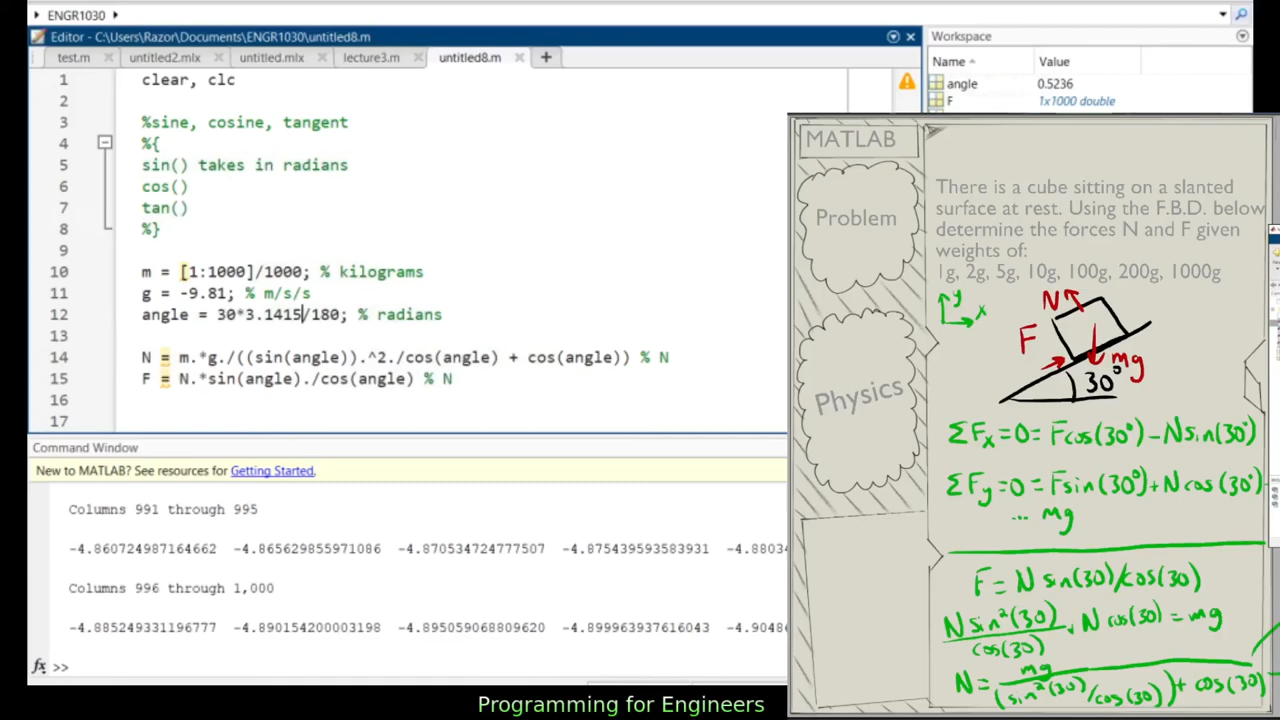 ENGR1030
Editor - C:\Users\Razor\Documents\ENGR1030\untitled8.m
test.m untitled2.mlx untitled.mlx lecture3.m untitled8.m
1 clear, clc
2
3 %sine, cosine, tangent
4 %{
5 sin() takes in radians
6 cos()
7 tan()
8 %}
9
10 m = [1:1000]/1000; % kilograms
11 g = -9.81; % m/s/s
12 angle = 30*3.1415/180; % radians
13
14 N = m.*g./((sin(angle)).^2./cos(angle) + cos(angle)) % N
15 F = N.*sin(angle)./cos(angle) % N
16
17
Command Window
New to MATLAB? See resources for Getting Started.
Columns 991 through 995
-4.860724987164662 -4.865629855971086 -4.870534724777507 -4.875439593583931 -4.88034
Columns 996 through 1,000
-4.885249331196777 -4.890154200003198 -4.895059068809620 -4.899963937616043 -4.90486
fx >>
Workspace
Name Value
angle 0.5236
F 1x1000 double
MATLAB
Problem
Physics
There is a cube sitting on a slanted
surface at rest. Using the F.B.D. below
determine the forces N and F given
weights of:
1g, 2g, 5g, 10g, 100g, 200g, 1000g
y
x
N
F
mg
30°
ΣFx=0=Fcos(30°)-Nsin(30°)
ΣFy=0=Fsin(30°)+Ncos(30°)
... mg
F=Nsin(30)/cos(30)
Nsin²(30)/cos(30) + Ncos(30)=mg
N=mg/(sin²(30)/cos(30))+cos(30)
Programming for Engineers